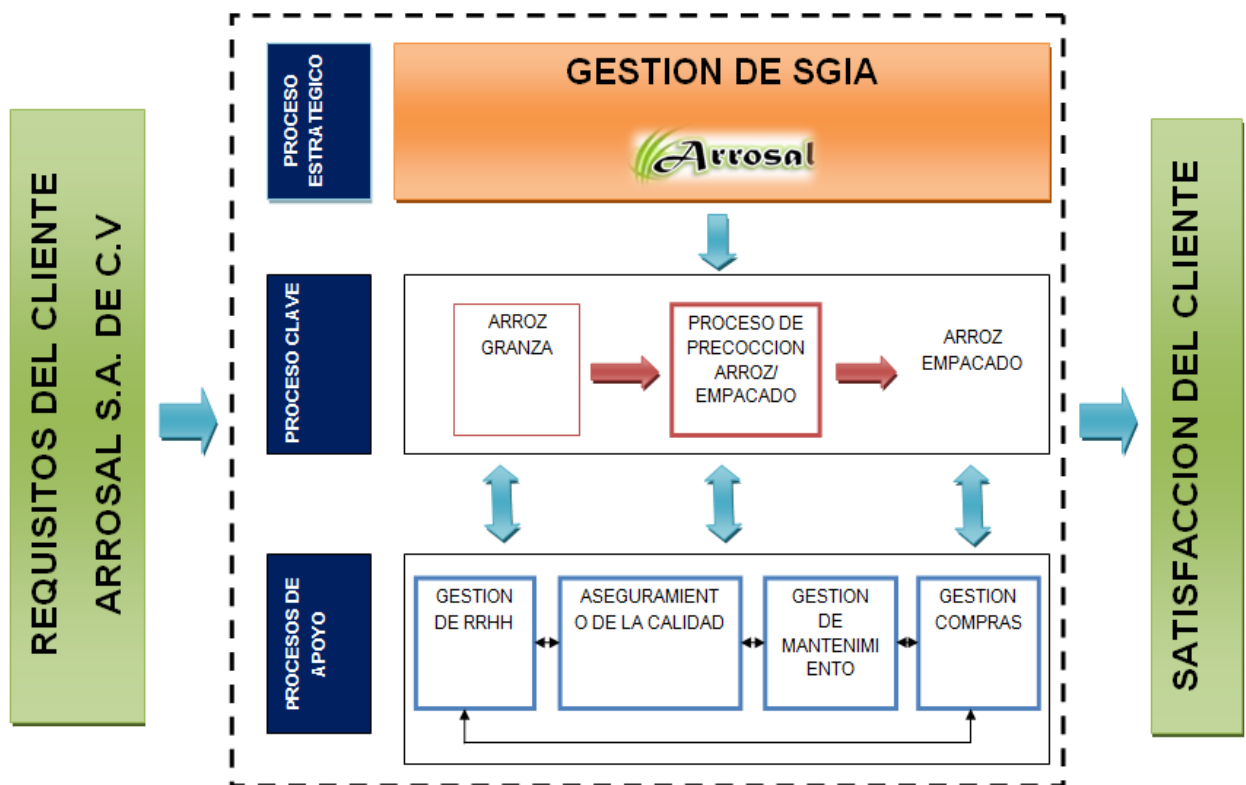 REQUISITOS DEL CLIENTE
ARROSAL S.A. DE C.V
PROCESO
ESTRATEGICO
GESTION DE SGIA
Arrosal
PROCESO CLAVE
ARROZ
GRANZA
PROCESO DE
PRECOCCION
ARROZ/
EMPACADO
ARROZ
EMPACADO
PROCESOS DE
APOYO
GESTION
DE RRHH
ASEGURAMIENT
O DE LA CALIDAD
GESTION
DE
MANTENIMI
ENTO
GESTION
COMPRAS
SATISFACCION DEL CLIENTE